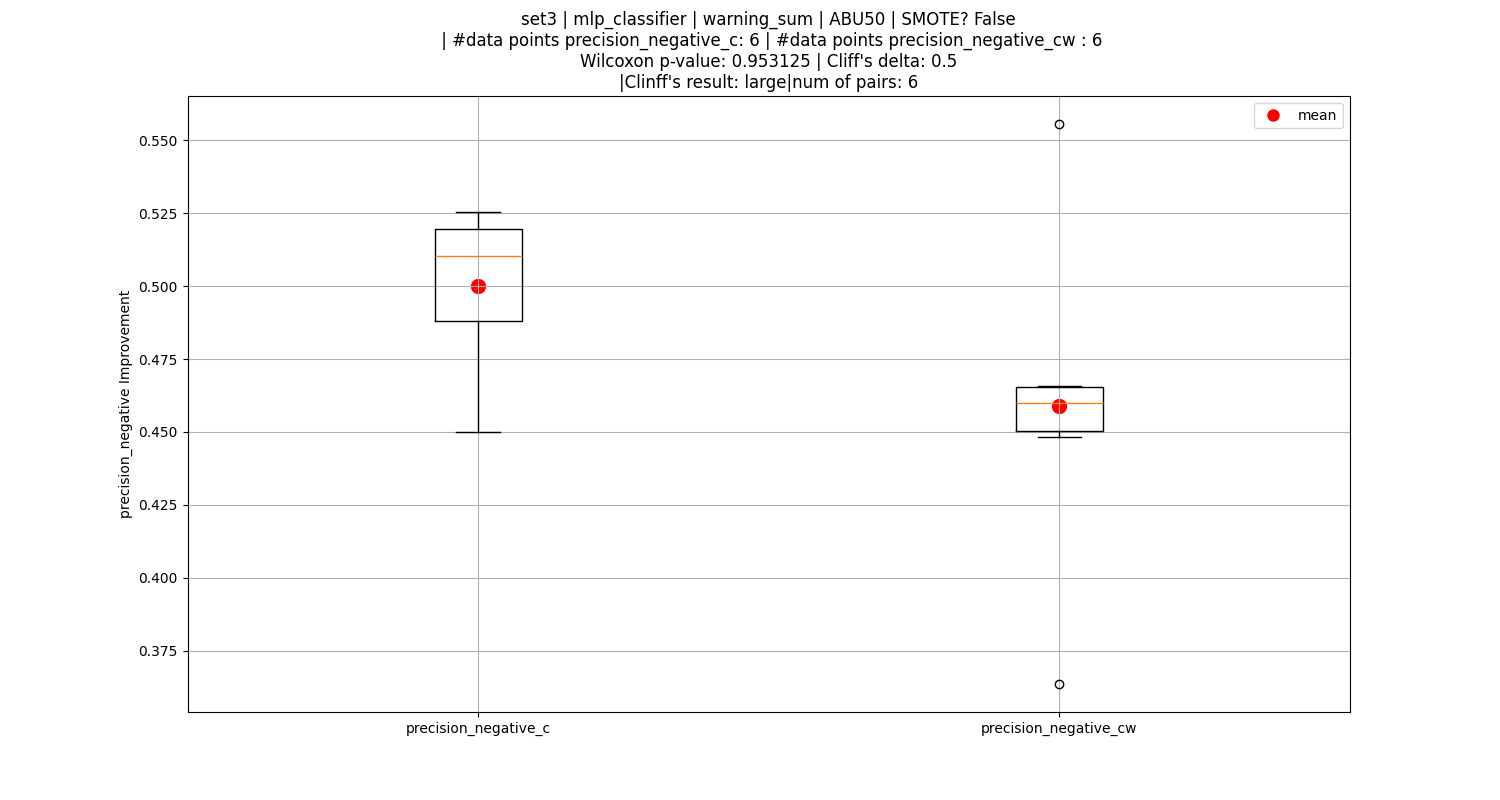 set3 | mlp_classifier | warning_sum | ABU50 | SMOTE? False
| #data points precision_negative_c: 6 | #data points precision_negative_cw : 6
Wilcoxon p-value: 0.953125 | Cliff's delta: 0.5
|Clinff's result: large|num of pairs: 6
mean
0.550
0.525
0.500
0.475
0.450
0.425
0.400
0.375
precision_negative Improvement
precision_negative_c
precision_negative_cw